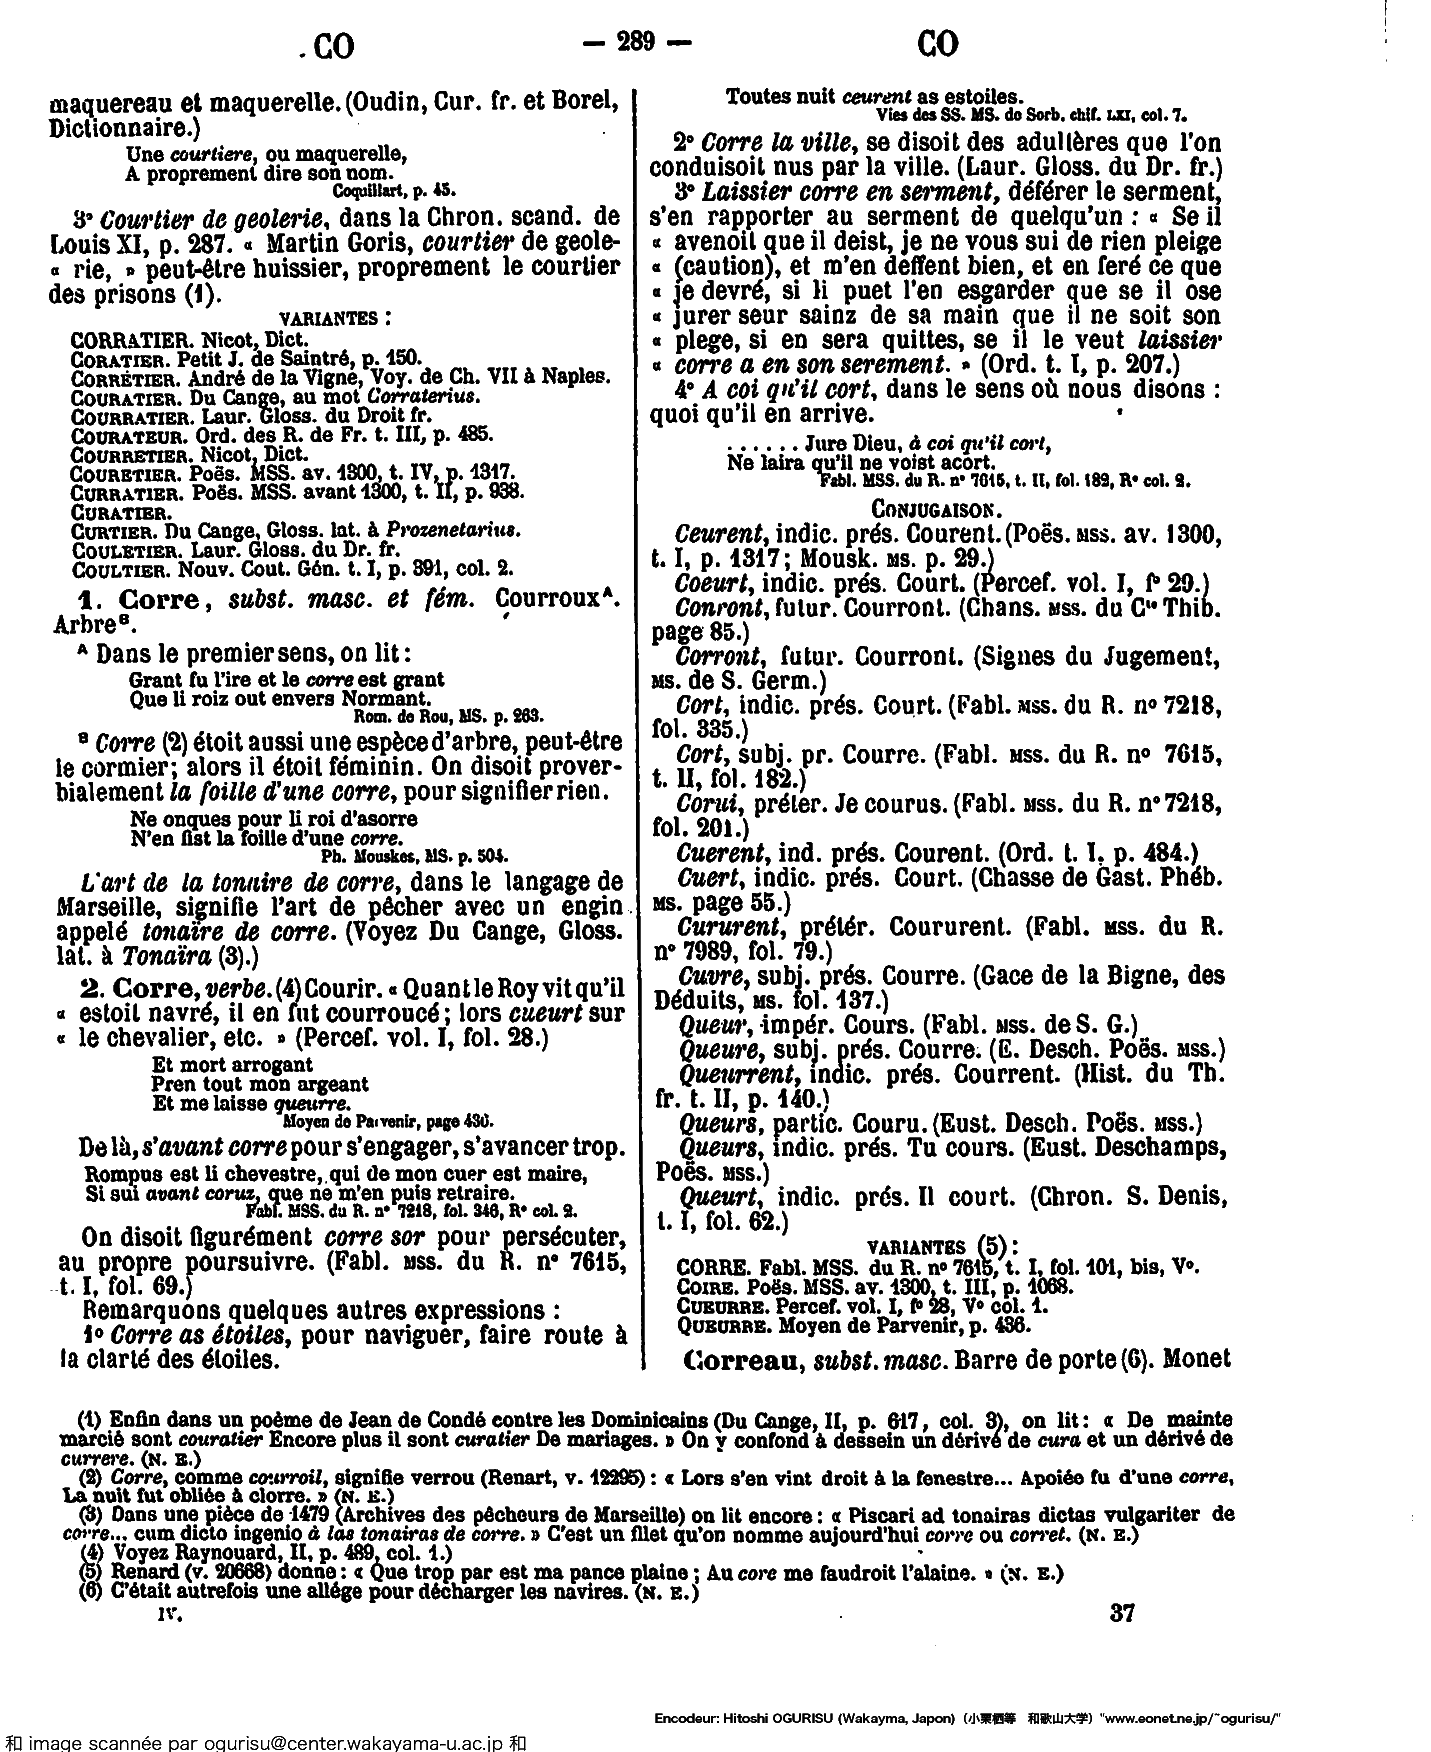 CO
— 289 —
CO
maquereau et maquerelle. (Oudin, Cur. fr. et Borel,
Dictionnaire.)
Une courtiere, ou maquerelle,
A proprement dire son nom.
Coquillart, p. 45.
3° Courtier de geolerie, dans la Chron. scand. de
Louis XI, p. 287. « Martin Goris, courtier de geole-
« rie, » peut-être huissier, proprement le courtier
des prisons (1).
VARIANTES :
CORRATIER. Nicot, Dict.
CORATIER. Petit J. de Saintré, p. 150.
CORRETIER. André de la Vigne, Voy. de Ch. VII à Naples.
COURATIER. Du Cange, au mot Corraterius.
COURRATIER. Laur. Gloss. du Droit fr.
COURATEUR. Ord. des R. de Fr. t. III, p. 485.
COURRETIER. Nicot, Dict.
COURETIER. Poës. MSS. av. 1300, t. IV, p. 1317.
CURRATIER. Poës. MSS. avant 1300, t. II, p. 938.
CURATIER.
CURTIER. Du Cange, Gloss. lat. à Prozenetarius.
COULETIER. Laur. Gloss. du Dr. fr.
COULTIER. Nouv. Cout. Gén. t. I, p. 391, col. 2.
1. Corre, subst. masc. et fém. Courroux A.
Arbre B.
A Dans le premier sens, on lit :
Grant fu l'ire et le corre est grant
Que li roiz out envers Normant.
Rom. de Rou, MS. p. 263.
B Corre (2) étoit aussi une espèce d'arbre, peut-être
le cormier; alors il étoit féminin. On disoit prover-
bialement la foille d'une corre, pour signifier rien.
Ne onques pour li roi d'asorre
N'en fist la foille d'une corre.
Ph. Mouskes, MS. p. 504.
L'art de la tonaire de corre, dans le langage de
Marseille, signifie l'art de pêcher avec un engin
appelé tonaire de corre. (Voyez Du Cange, Gloss.
lat. à Tonaïra (3).)
2. Corre, verbe. (4) Courir. « Quant le Roy vit qu'il
« estoit navré, il en fut courroucé ; lors cueurt sur
« le chevalier, etc. » (Percef. vol. I, fol. 28.)
Et mort arrogant
Pren tout mon argeant
Et me laisse queurre.
Moyen de Parvenir, page 436.
De là, s'avant corre pour s'engager, s'avancer trop.
Rompus est li chevestre, qui de mon cuer est maire,
Si sui avant coruz, que ne m'en puis retraire.
Fabl. MSS. du R. n° 7218, fol. 346, R° col. 2.
On disoit figurément corre sor pour persécuter,
au propre poursuivre. (Fabl. MSS. du R. n° 7615,
t. I, fol. 69.)
Remarquons quelques autres expressions :
1° Corre as étoiles, pour naviguer, faire route à
la clarté des étoiles.
Toutes nuit ceurent as estoiles.
Vies des SS. MS. de Sorb. chif. LXI, col. 7.
2° Corre la ville, se disoit des adultères que l'on
conduisoit nus par la ville. (Laur. Gloss. du Dr. fr.)
3° Laissier corre en serment, déférer le serment,
s'en rapporter au serment de quelqu'un : « Se il
« avenoit que il deist, je ne vous sui de rien pleige
« (caution), et m'en deffent bien, et en feré ce que
« je devré, si li puet l'en esgarder que se il ose
« jurer seur sainz de sa main que il ne soit son
« plege, si en sera quittes, se il le veut laissier
« corre a en son serement. » (Ord. t. I, p. 207.)
4° A coi qu'il cort, dans le sens où nous disons :
quoi qu'il en arrive.
. . . . . . Jure Dieu, à coi qu'il cort,
Ne laira qu'il ne voist acort.
Fabl. MSS. du R. n° 7615, t. II, fol. 182, R° col. 2.
CONJUGAISON.
Ceurent, indic. prés. Courent. (Poës. MSS. av. 1300,
t. I, p. 1317; Mousk. MS. p. 29.)
Coeurt, indic. prés. Court. (Percef. vol. I, f° 29.)
Conront, futur. Courront. (Chans. MSS. du Cte Thib.
page 85.)
Corront, futur. Courront. (Signes du Jugement,
MS. de S. Germ.)
Cort, indic. prés. Court. (Fabl. MSS. du R. n° 7218,
fol. 335.)
Cort, subj. pr. Courre. (Fabl. MSS. du R. n° 7615,
t. II, fol. 182.)
Corui, préter. Je courus. (Fabl. MSS. du R. n° 7218,
fol. 201.)
Cuerent, ind. prés. Courent. (Ord. t. I, p. 484.)
Cuert, indic. prés. Court. (Chasse de Gast. Phéb.
MS. page 55.)
Cururent, prétér. Coururent. (Fabl. MSS. du R.
n° 7989, fol. 79.)
Cuvre, subj. prés. Courre. (Gace de la Bigne, des
Déduits, MS. fol. 137.)
Queur, impér. Cours. (Fabl. MSS. de S. G.)
Queure, subj. prés. Courre. (E. Desch. Poës. MSS.)
Queurrent, indic. prés. Courrent. (Hist. du Th.
fr. t. II, p. 140.)
Queurs, partic. Couru. (Eust. Desch. Poës. MSS.)
Queurs, indic. prés. Tu cours. (Eust. Deschamps,
Poës. MSS.)
Queurt, indic. prés. Il court. (Chron. S. Denis,
t. I, fol. 62.)
VARIANTES (5) :
CORRE. Fabl. MSS. du R. n° 7615, t. I, fol. 101, bis, V°.
COIRE. Poës. MSS. av. 1300, t. III, p. 1068.
CUEURRE. Percef. vol. I, f° 28, V° col. 1.
QUEURRE. Moyen de Parvenir, p. 436.
Correau, subst. masc. Barre de porte (6). Monet
(1) Enfin dans un poème de Jean de Condé contre les Dominicains (Du Cange, II, p. 617, col. 3), on lit : « De mainte
marcié sont couratier Encore plus il sont curatier De mariages. » On y confond à dessein un dérivé de cura et un dérivé de
currere. (N. E.)
(2) Corre, comme courroil, signifie verrou (Renart, v. 12295) : « Lors s'en vint droit à la fenestre... Apoiée fu d'une corre,
La nuit fut obliée à clorre. » (N. E.)
(3) Dans une pièce de 1479 (Archives des pêcheurs de Marseille) on lit encore : « Piscari ad tonairas dictas vulgariter de
corre... cum dicto ingenio à las tonairas de corre. » C'est un filet qu'on nomme aujourd'hui corre ou corret. (N. E.)
(4) Voyez Raynouard, II, p. 489, col. 1.)
(5) Renard (v. 20668) donne : « Que trop par est ma pance plaine ; Au core me faudroit l'alaine. » (N. E.)
(6) C'était autrefois une allége pour décharger les navires. (N. E.)
IV.
37
Encodeur: Hitoshi OGURISU (Wakayma, Japon) (小栗栖等 和歌山大学) "www.eonet.ne.jp/~ogurisu/"
和 image scannée par ogurisu@center.wakayama-u.ac.jp 和